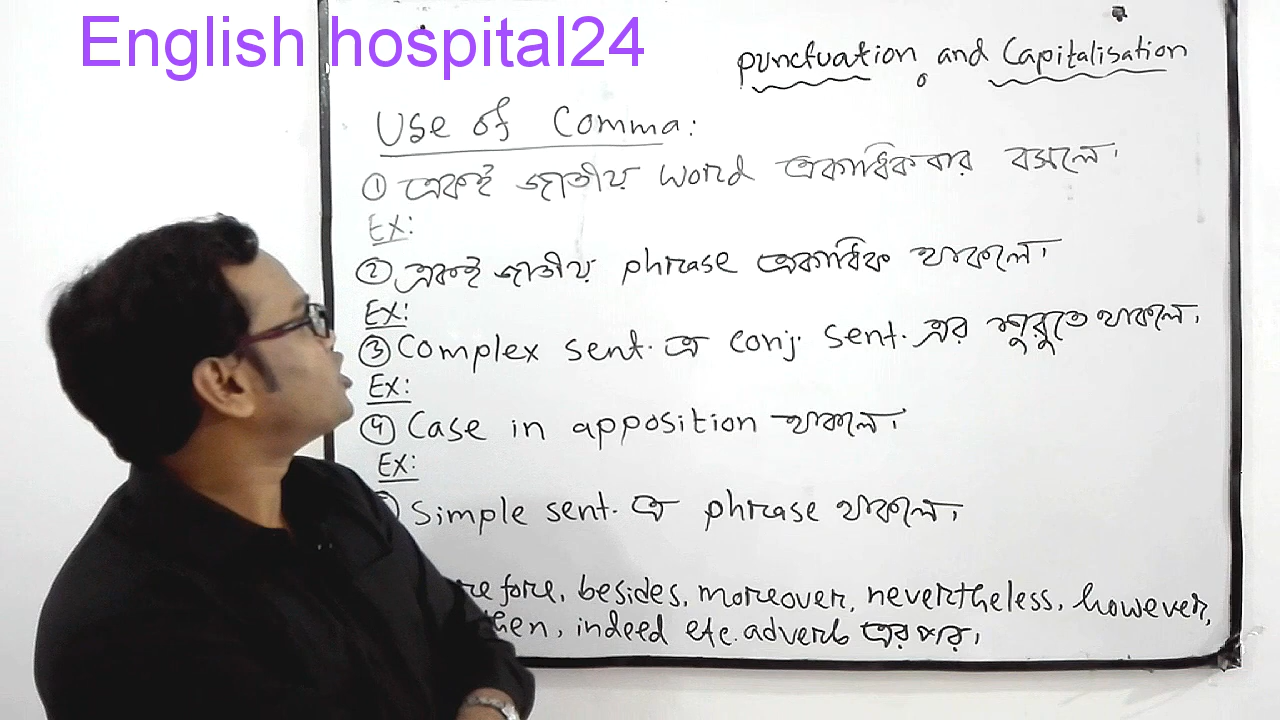 English hospital24
punctuation and Capitalisation
Use of Comma:
① একই জাতীয় word একাধিকবার বসলে।
Ex:
② একই জাতীয় phrase একাধিক থাকলে।
Ex:
③ Complex sent. এ conj. sent. এর শুরুতে থাকলে।
Ex:
④ Case in apposition থাকলে।
Ex:
Simple sent. এ phrase থাকলে।
besides, moreover, nevertheless, however,
indeed etc. adverb এর পর।